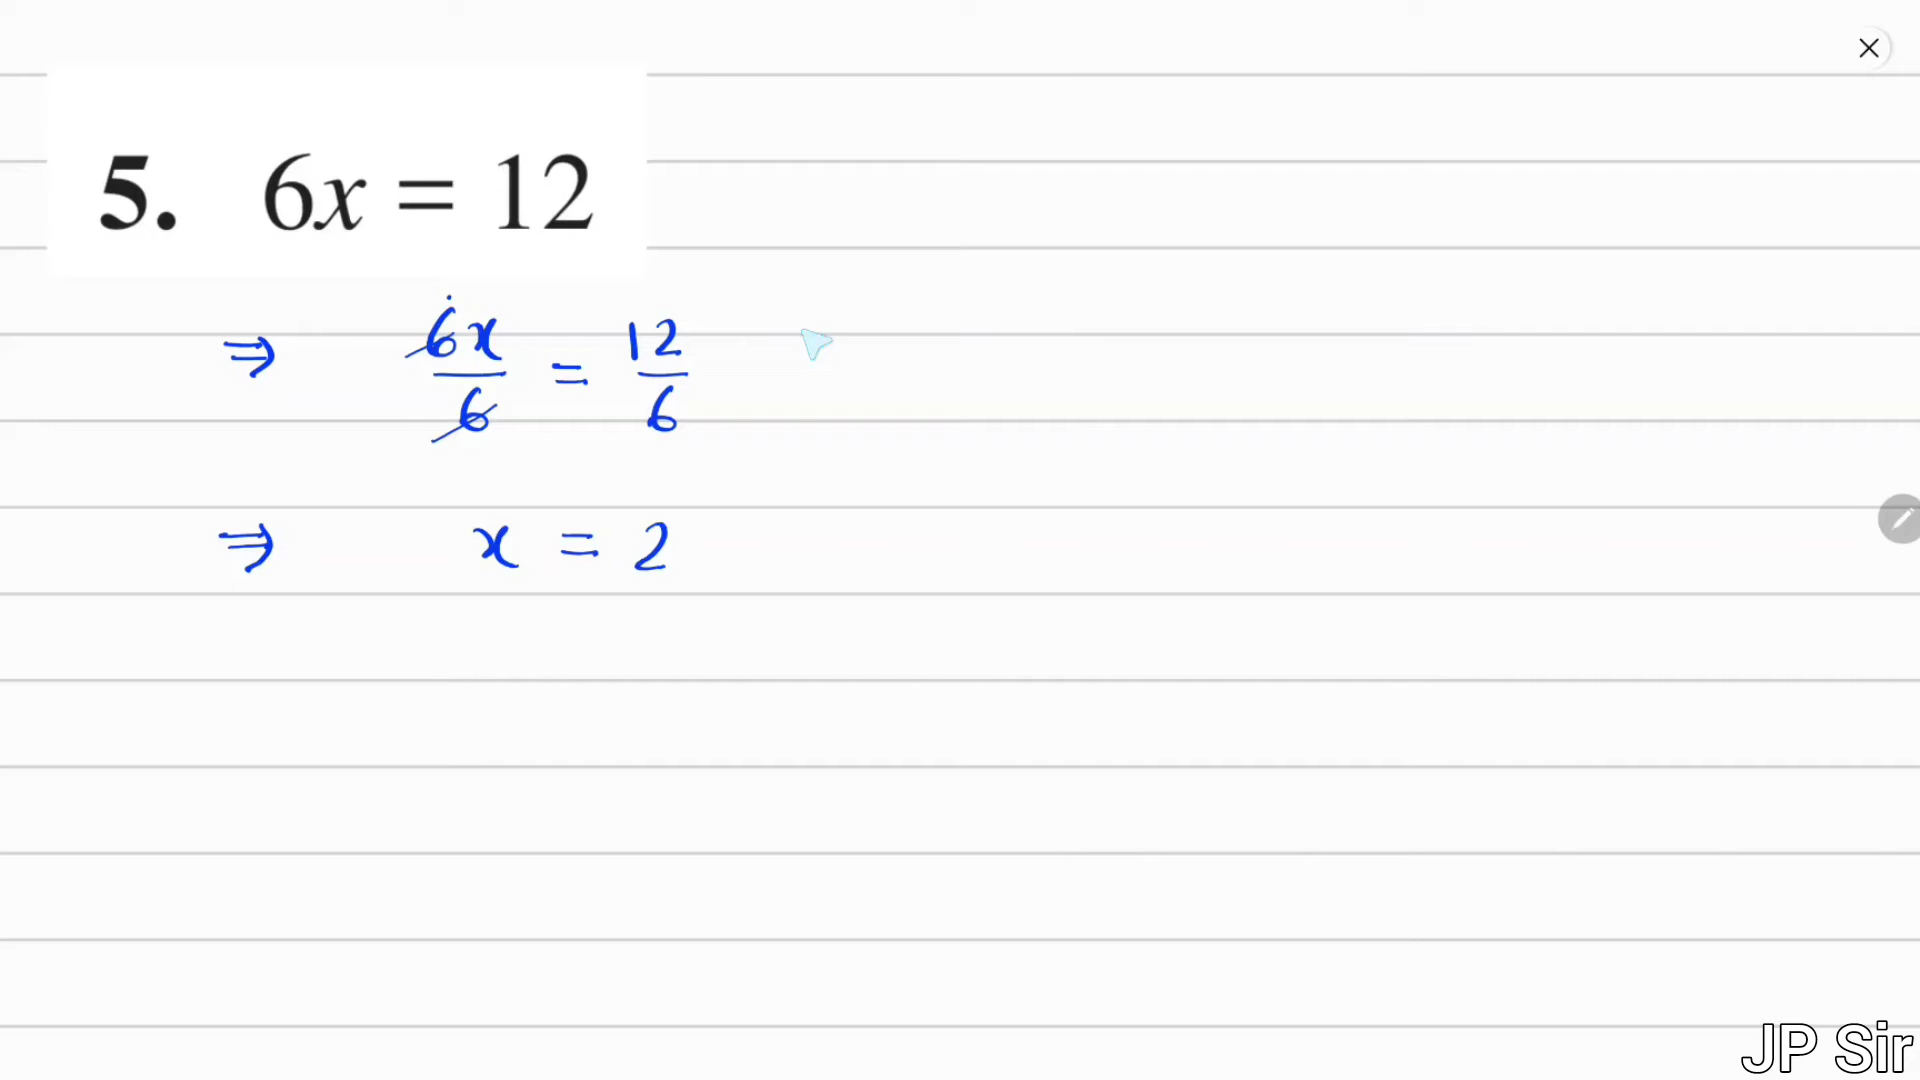 5. 6x = 12
⇒ 6x/6 = 12/6
⇒ x = 2
JP Sir